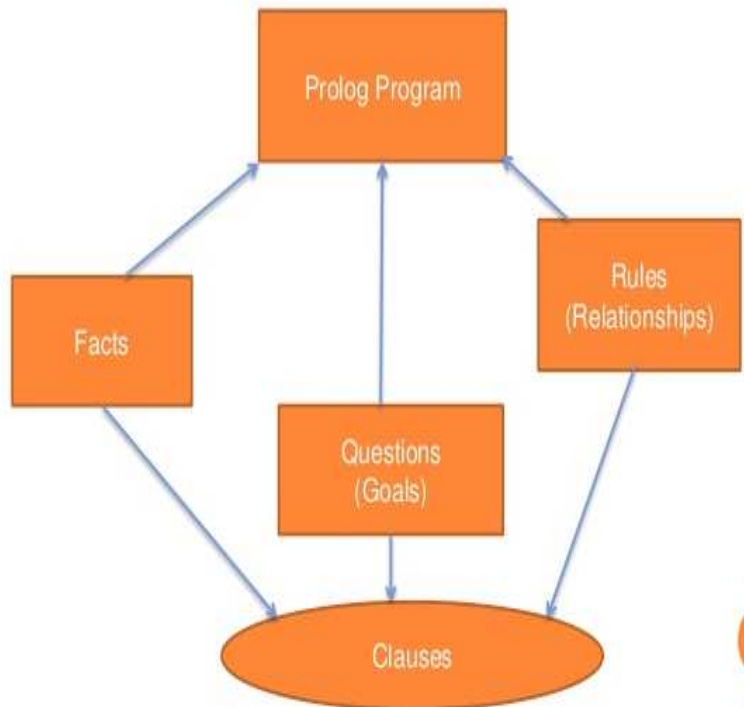 Prolog Program
Facts
Rules
(Relationships)
Questions
(Goals)
Clauses